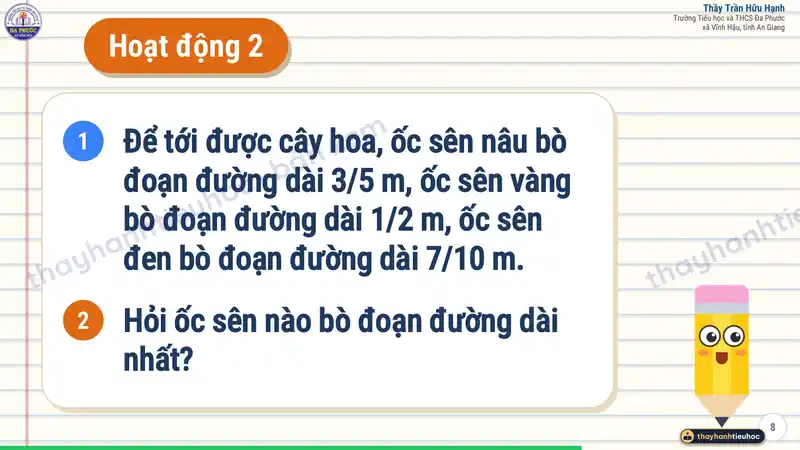 Thầy Trần Hữu Hạnh
Trường Tiểu học và THCS Đa Phước
xã Vĩnh Hậu, tỉnh An Giang
ĐA PHƯỚC
Hoạt động 2
1 Để tới được cây hoa, ốc sên nâu bò
đoạn đường dài 3/5 m, ốc sên vàng
bò đoạn đường dài 1/2 m, ốc sên
đen bò đoạn đường dài 7/10 m.
2 Hỏi ốc sên nào bò đoạn đường dài
nhất?
thayhanhtieuhoc
8